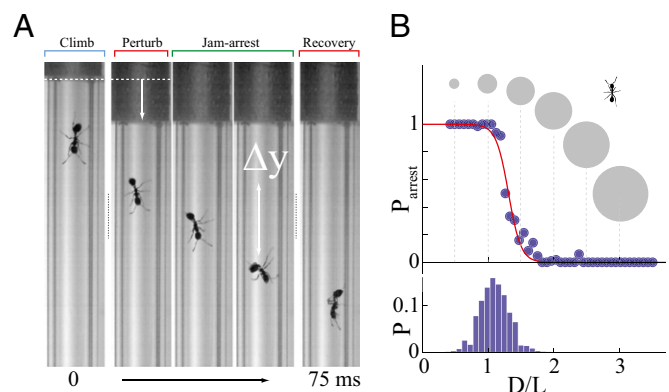 A
Climb
Perturb
Jam-arrest
Recovery
Δy
0
75 ms
B
1
P arrest
0
0.1
P
0
0
1
2
3
D/L